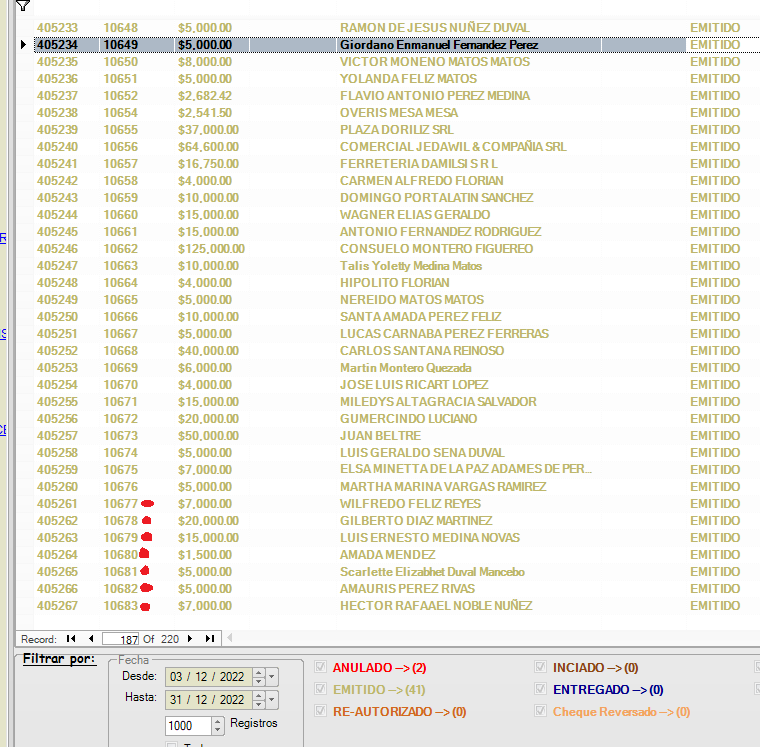 405233 10648 $5,000.00 RAMON DE JESUS NUÑEZ DUVAL EMITIDO
405234 10649 $5,000.00 Giordano Enmanuel Fernandez Perez EMITIDO
405235 10650 $8,000.00 VICTOR MONENO MATOS MATOS EMITIDO
405236 10651 $5,000.00 YOLANDA FELIZ MATOS EMITIDO
405237 10652 $2,682.42 FLAVIO ANTONIO PEREZ MEDINA EMITIDO
405238 10654 $2,541.50 OVERIS MESA MESA EMITIDO
405239 10655 $37,000.00 PLAZA DORILIZ SRL EMITIDO
405240 10656 $64,600.00 COMERCIAL JEDAWIL & COMPAÑIA SRL EMITIDO
405241 10657 $16,750.00 FERRETERIA DAMILSI S R L EMITIDO
405242 10658 $4,000.00 CARMEN ALFREDO FLORIAN EMITIDO
405243 10659 $10,000.00 DOMINGO PORTALATIN SANCHEZ EMITIDO
405244 10660 $15,000.00 WAGNER ELIAS GERALDO EMITIDO
405245 10661 $15,000.00 ANTONIO FERNANDEZ RODRIGUEZ EMITIDO
405246 10662 $125,000.00 CONSUELO MONTERO FIGUEREO EMITIDO
405247 10663 $10,000.00 Talis Yoletty Medina Matos EMITIDO
405248 10664 $4,000.00 HIPOLITO FLORIAN EMITIDO
405249 10665 $5,000.00 NEREIDO MATOS MATOS EMITIDO
405250 10666 $10,000.00 SANTA AMADA PEREZ FELIZ EMITIDO
405251 10667 $5,000.00 LUCAS CARNABA PEREZ FERRERAS EMITIDO
405252 10668 $40,000.00 CARLOS SANTANA REINOSO EMITIDO
405253 10669 $6,000.00 Martin Montero Quezada EMITIDO
405254 10670 $4,000.00 JOSE LUIS RICART LOPEZ EMITIDO
405255 10671 $15,000.00 MILEDYS ALTAGRACIA SALVADOR EMITIDO
405256 10672 $20,000.00 GUMERCINDO LUCIANO EMITIDO
405257 10673 $50,000.00 JUAN BELTRE EMITIDO
405258 10674 $5,000.00 LUIS GERALDO SENA DUVAL EMITIDO
405259 10675 $7,000.00 ELSA MINETTA DE LA PAZ ADAMES DE PER... EMITIDO
405260 10676 $5,000.00 MARTHA MARINA VARGAS RAMIREZ EMITIDO
405261 10677 $7,000.00 WILFREDO FELIZ REYES EMITIDO
405262 10678 $20,000.00 GILBERTO DIAZ MARTINEZ EMITIDO
405263 10679 $15,000.00 LUIS ERNESTO MEDINA NOVAS EMITIDO
405264 10680 $1,500.00 AMADA MENDEZ EMITIDO
405265 10681 $5,000.00 Scarlette Elizabhet Duval Mancebo EMITIDO
405266 10682 $5,000.00 AMAURIS PEREZ RIVAS EMITIDO
405267 10683 $7,000.00 HECTOR RAFAAEL NOBLE NUÑEZ EMITIDO
Record: 187 Of 220
Filtrar por: Fecha
Desde: 03 / 12 / 2022 ANULADO --> (2) INCIADO --> (0)
Hasta: 31 / 12 / 2022 EMITIDO --> (41) ENTREGADO --> (0)
1000 Registros RE-AUTORIZADO --> (0) Cheque Reversado --> (0)